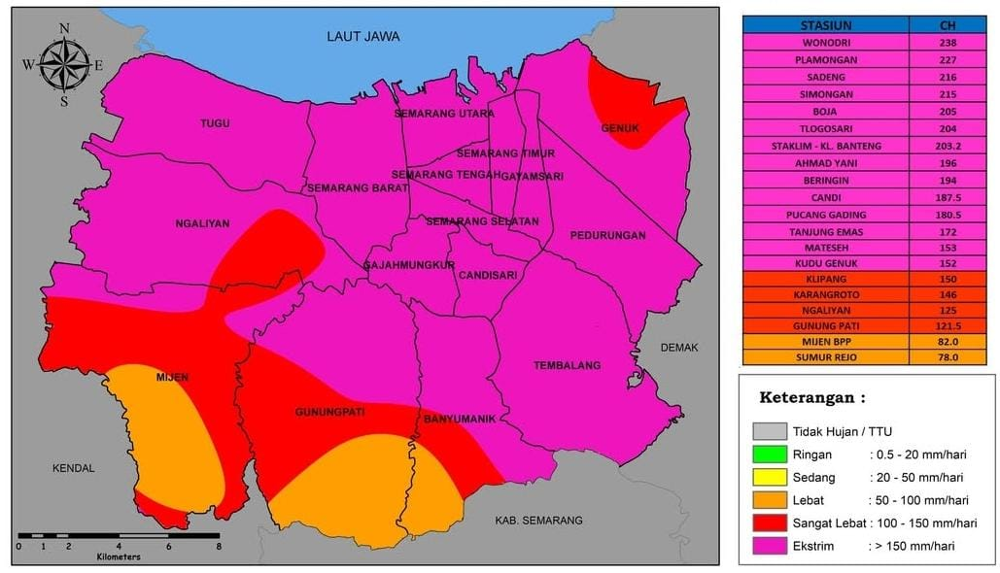 LAUT JAWA
N
W E
S
TUGU
SEMARANG UTARA
GENUK
SEMARANG TIMUR
SEMARANG TENGAH
GAYAMSARI
SEMARANG BARAT
NGALIYAN
SEMARANG SELATAN
PEDURUNGAN
GAJAHMUNGKUR
CANDISARI
DEMAK
TEMBALANG
MIJEN
GUNUNGPATI
BANYUMANIK
KENDAL
KAB. SEMARANG
0 1 2 4 6 8
Kilometers
STASIUN CH
WONODRI 238
PLAMONGAN 227
SADENG 216
SIMONGAN 215
BOJA 205
TLOGOSARI 204
STAKLIM - KL. BANTENG 203.2
AHMAD YANI 196
BERINGIN 194
CANDI 187.5
PUCANG GADING 180.5
TANJUNG EMAS 172
MATESEH 153
KUDU GENUK 152
KLIPANG 150
KARANGROTO 146
NGALIYAN 125
GUNUNG PATI 121.5
MIJEN BPP 82.0
SUMUR REJO 78.0
Keterangan :
Tidak Hujan / TTU
Ringan : 0.5 - 20 mm/hari
Sedang : 20 - 50 mm/hari
Lebat : 50 - 100 mm/hari
Sangat Lebat : 100 - 150 mm/hari
Ekstrim : > 150 mm/hari